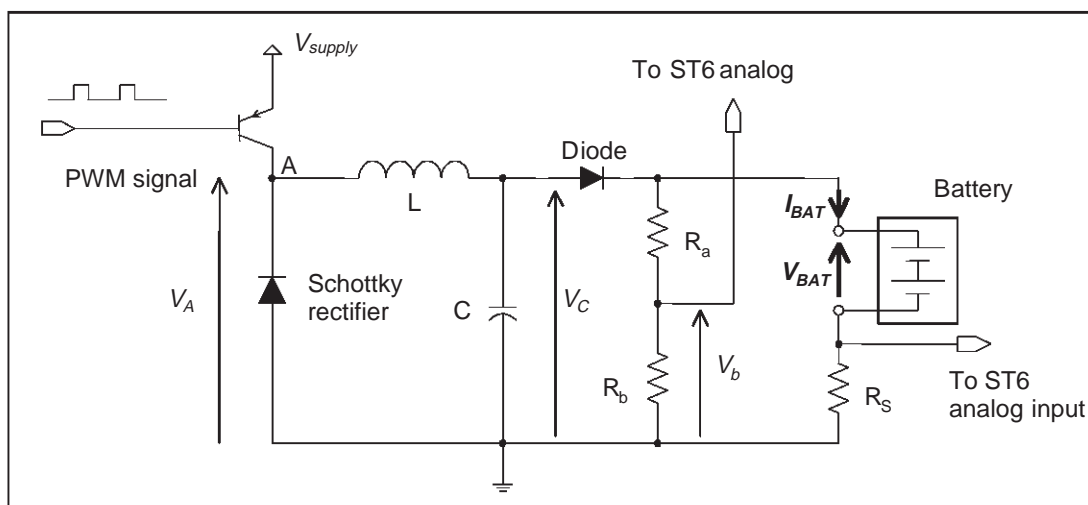 V_supply
To ST6 analog
PWM signal
A
L
Diode
Battery
I_BAT
R_a
V_BAT
V_A
Schottky
rectifier
C
V_C
R_b
V_b
R_S
To ST6
analog input